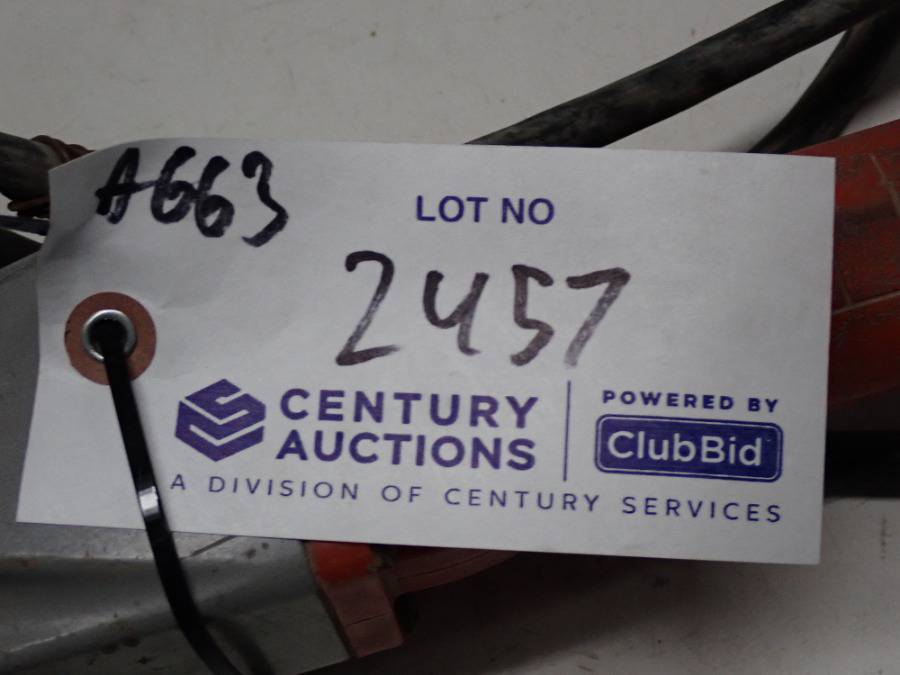 A663
LOT NO
2457
CENTURY
AUCTIONS
POWERED BY
ClubBid
A DIVISION OF CENTURY SERVICES